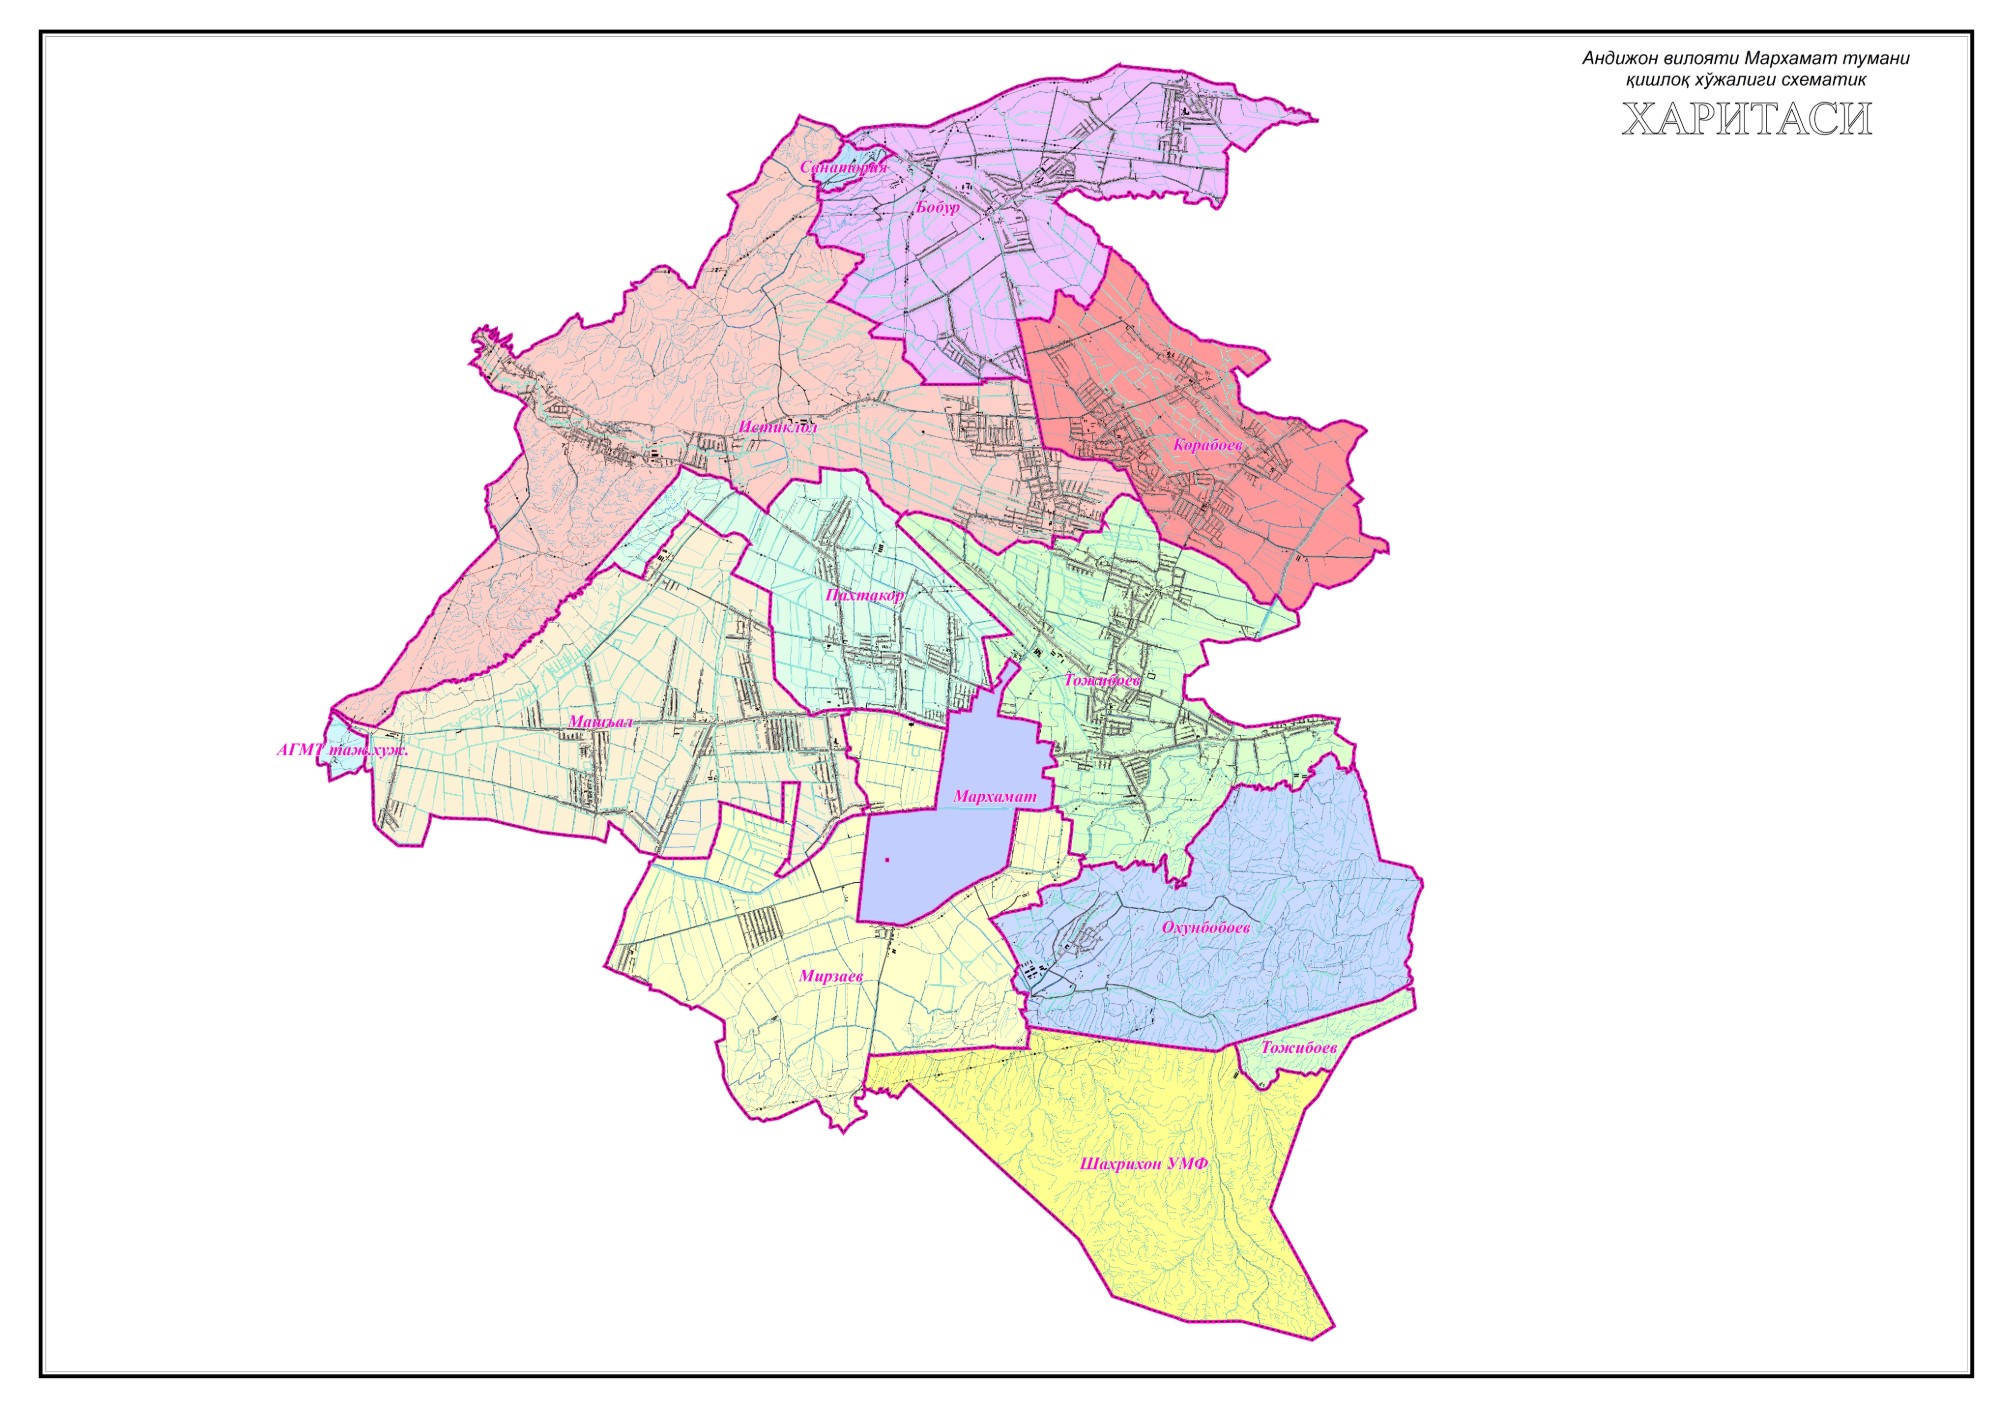 Андижон вилояти Мархамат тумани
қишлоқ хўжалиги схематик
ХАРИТАСИ
Санатория
Бобур
Истиклол
Корабоев
Пахтакор
Тожибоев
Машъал
АГМТ таж.хуж.
Мархамат
Охунбобоев
Мирзаев
Тожибоев
Шахрихон УМФ